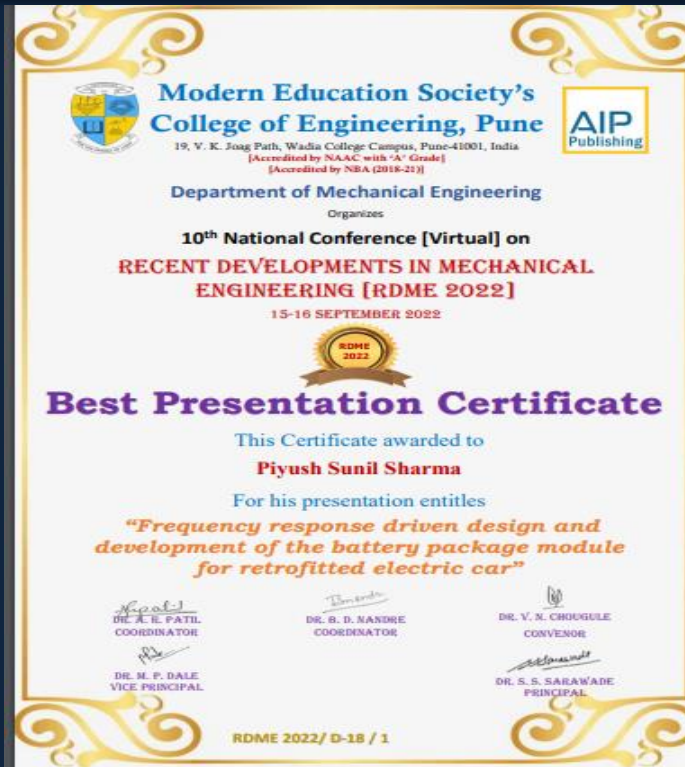 Modern Education Society's
College of Engineering, Pune
AIP
Publishing
19, V. K. Joag Path, Wadia College Campus, Pune-41001, India
[Accredited by NAAC with "A" Grade]
[Accredited by NBA (2018-21)]
Department of Mechanical Engineering
Organizes
10th National Conference [Virtual] on
RECENT DEVELOPMENTS IN MECHANICAL
ENGINEERING [RDME 2022]
15-16 SEPTEMBER 2022
RDME
2022
Best Presentation Certificate
This Certificate awarded to
Piyush Sunil Sharma
For his presentation entitles
"Frequency response driven design and
development of the battery package module
for retrofitted electric car"
DR. A. R. PATIL
COORDINATOR
DR. B. D. NANDRE
COORDINATOR
DR. V. N. CHOUGULE
CONVENOR
DR. M. P. DALE
VICE PRINCIPAL
DR. S. S. SARAWADE
PRINCIPAL
RDME 2022/ D-18 / 1